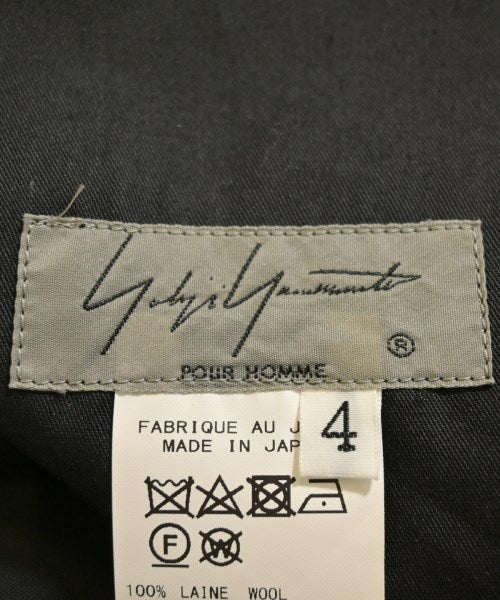 Yohji Yamamoto
®
POUR HOMME
4
FABRIQUE AU J
MADE IN JAP
F
W
100% LAINE WOOL